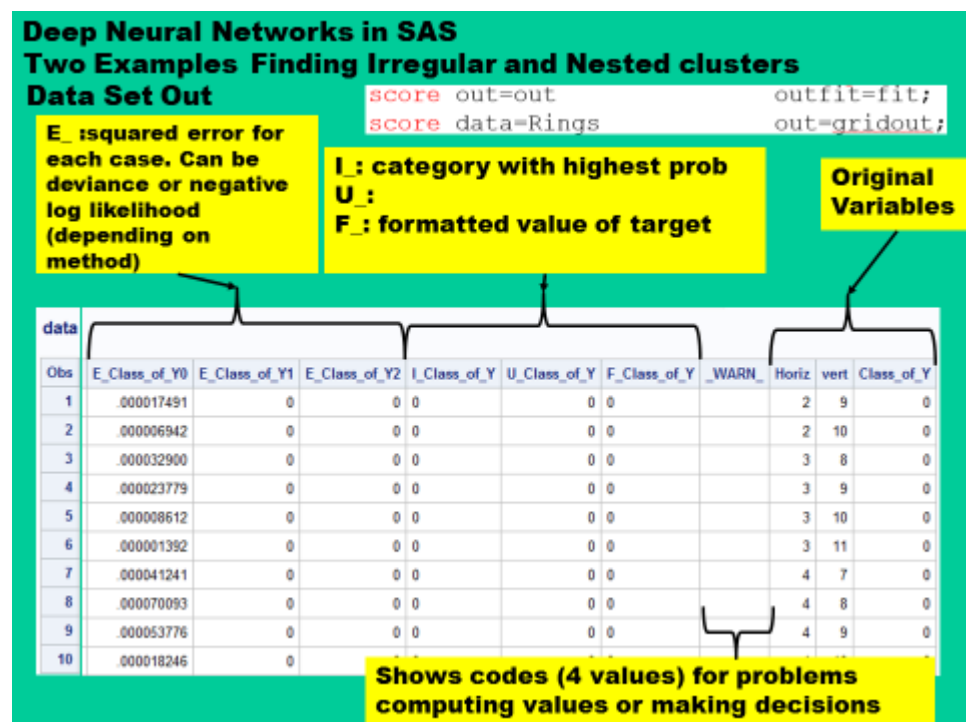 Deep Neural Networks in SAS
Two Examples Finding Irregular and Nested clusters
Data Set Out
score out=out outfit=fit;
score data=Rings out=gridout;
E_ :squared error for
each case. Can be
deviance or negative
log likelihood
(depending on
method)
I_: category with highest prob
U_:
F_: formatted value of target
Original
Variables
data
Obs E_Class_of_Y0 E_Class_of_Y1 E_Class_of_Y2 I_Class_of_Y U_Class_of_Y F_Class_of_Y _WARN_ Horiz vert Class_of_Y
1 .000017491 0 0 0 0 0 2 9 0
2 .000006942 0 0 0 0 0 2 10 0
3 .000032900 0 0 0 0 0 3 8 0
4 .000023779 0 0 0 0 0 3 9 0
5 .000008612 0 0 0 0 0 3 10 0
6 .000001392 0 0 0 0 0 3 11 0
7 .000041241 0 0 0 0 0 4 7 0
8 .000070093 0 0 0 0 0 4 8 0
9 .000053776 0 0 0 0 0 4 9 0
10 .000018246 0
Shows codes (4 values) for problems
computing values or making decisions